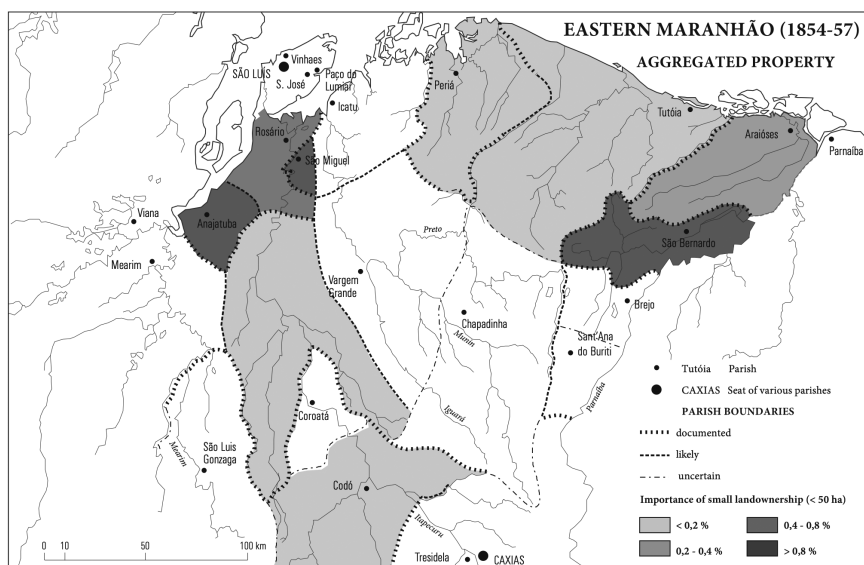 EASTERN MARANHÃO (1854-57)
AGGREGATED PROPERTY
Vinhaes
SÃO LUÍS
S. José
Paço do
Lumiar
Icatu
Periá
Tutóia
Araióses
Parnaíba
Rosário
São Miguel
Viana
Anajatuba
Mearim
Preto
São Bernardo
Vargem
Grande
Brejo
Chapadinha
Munin
Sant'Ana
do Buriti
Parnaíba
Iguará
Coroatá
Mearim
São Luis
Gonzaga
Codó
Itapecuru
Tresidela
CAXIAS
Tutóia Parish
CAXIAS Seat of various parishes
PARISH BOUNDARIES
documented
likely
uncertain
Importance of small landownership (< 50 ha)
< 0,2 % 0,4 - 0,8 %
0,2 - 0,4 % > 0,8 %
0 10 50 100 km